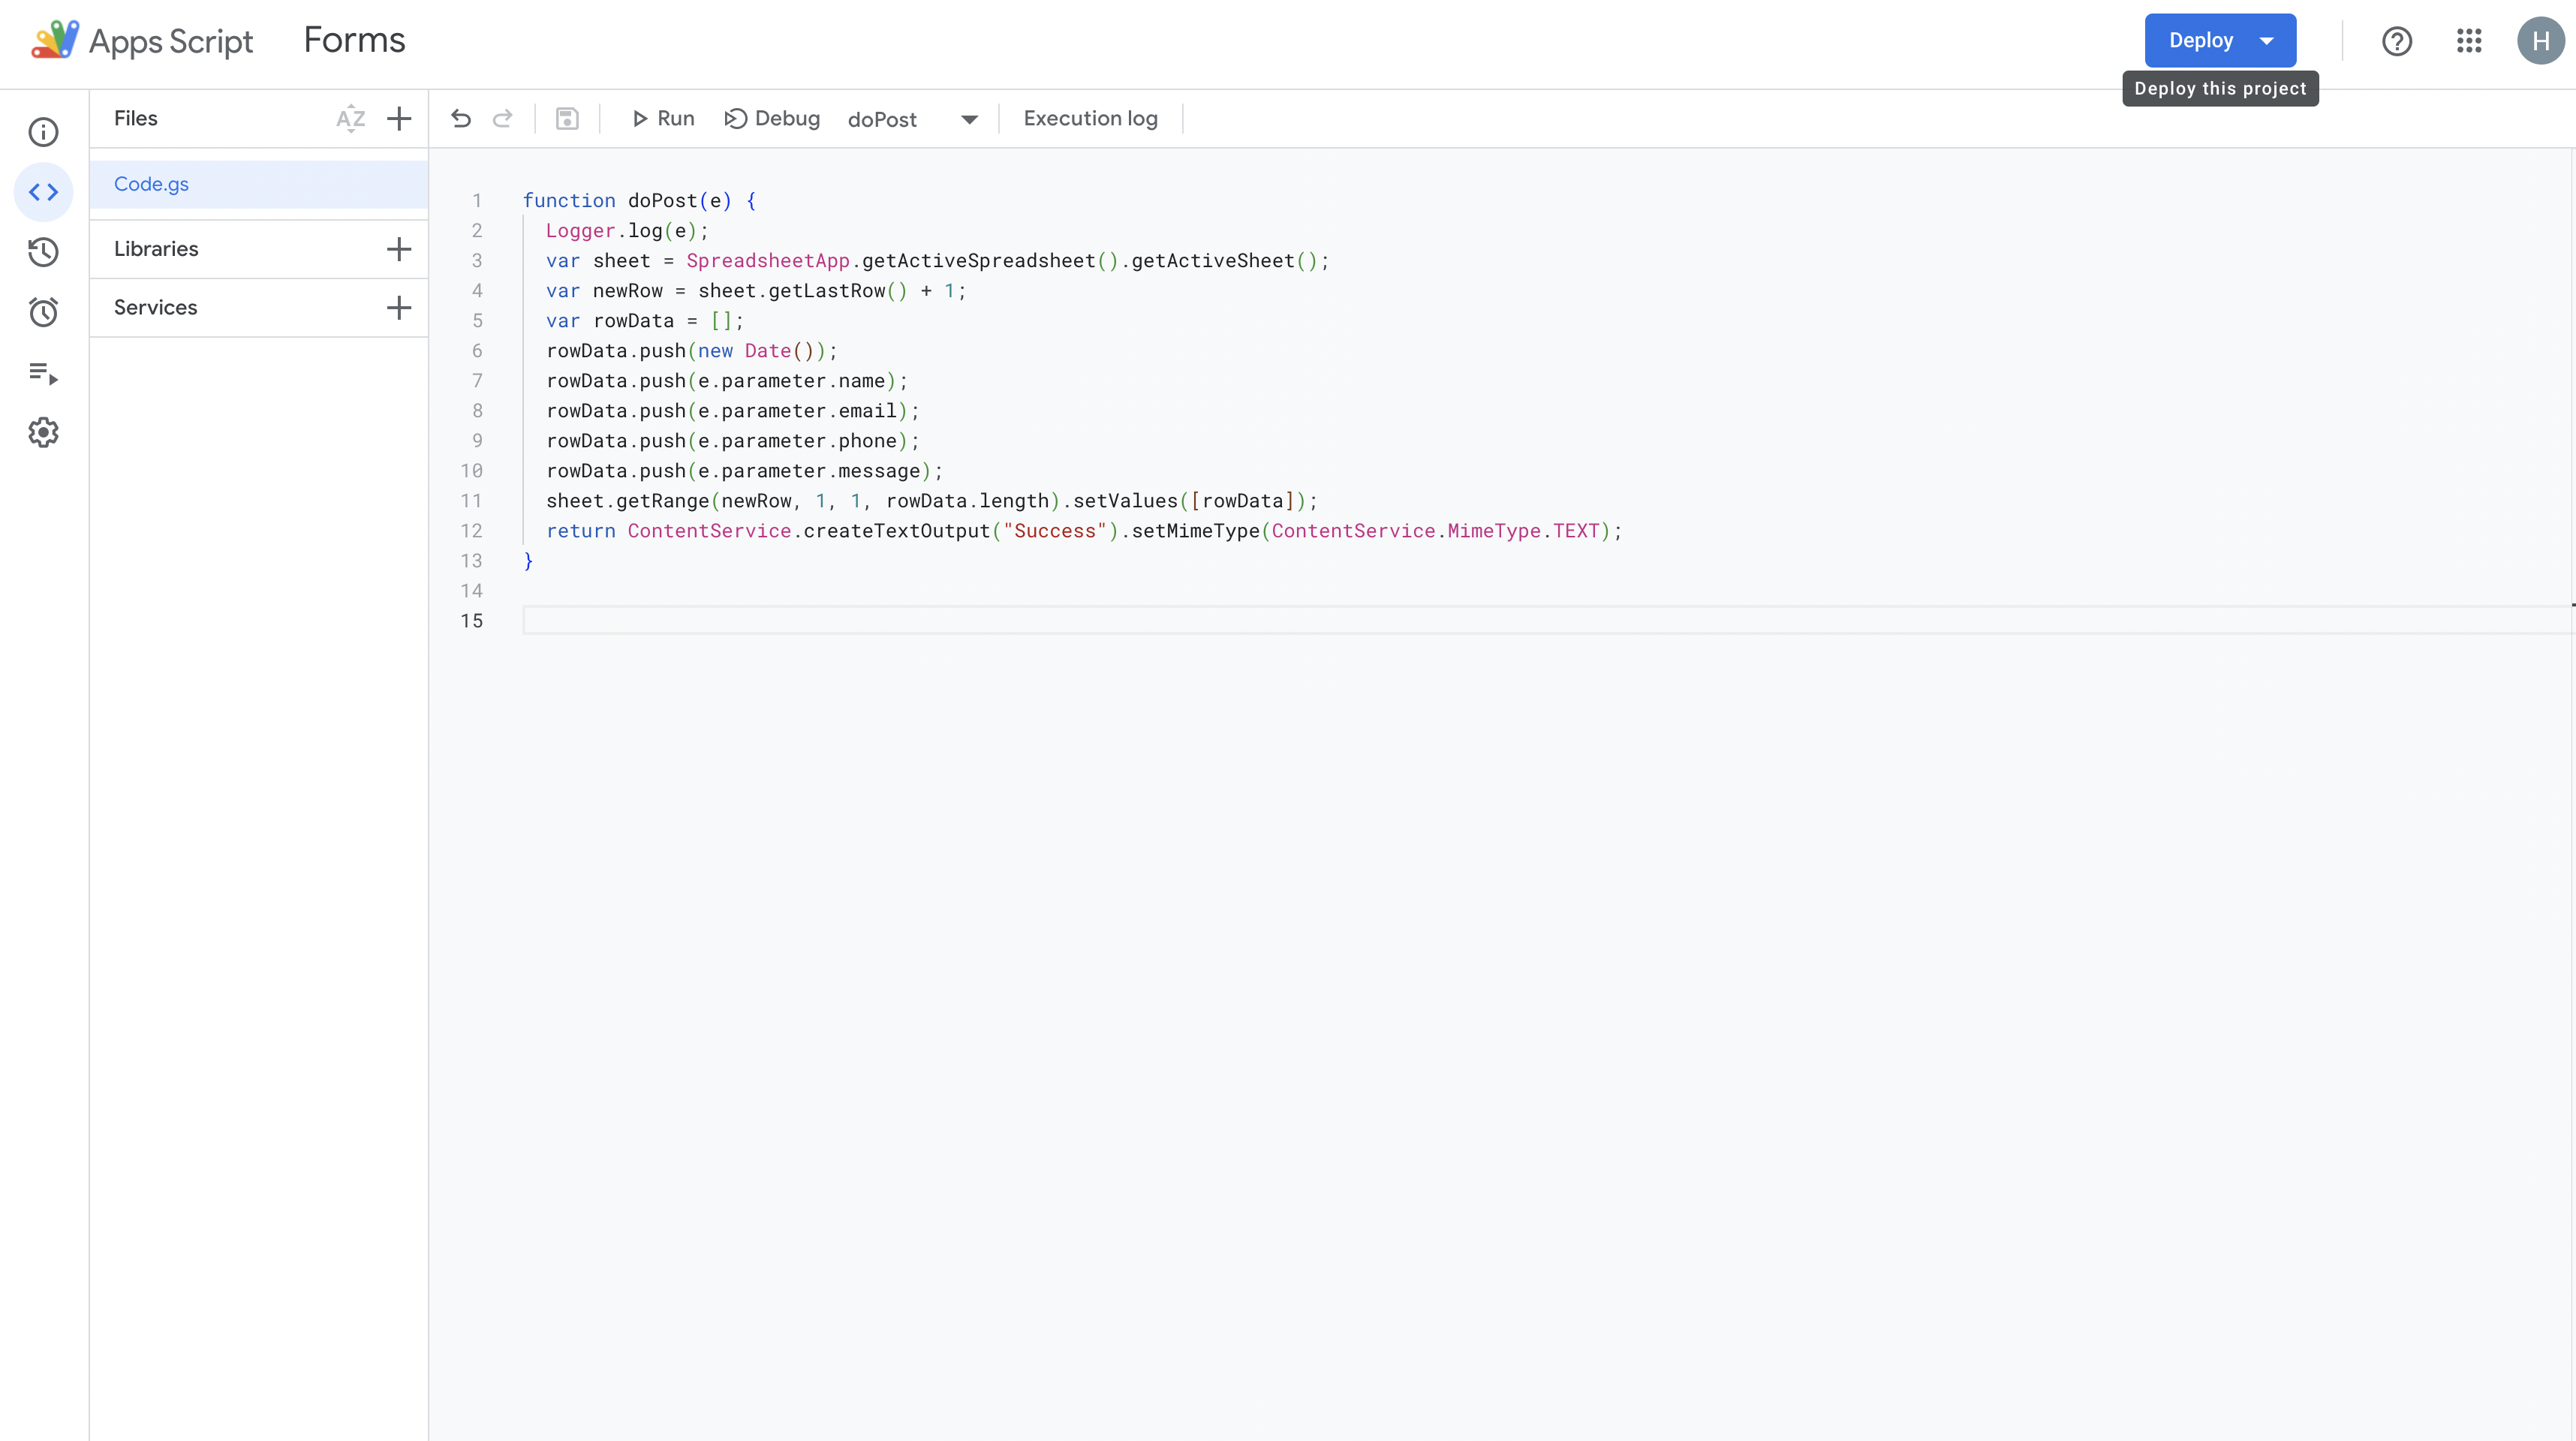 Apps Script Forms Deploy H
Deploy this project
Files AZ Run Debug doPost Execution log
Code.gs
Libraries
Services
1 function doPost(e) {
2 Logger.log(e);
3 var sheet = SpreadsheetApp.getActiveSpreadsheet().getActiveSheet();
4 var newRow = sheet.getLastRow() + 1;
5 var rowData = [];
6 rowData.push(new Date());
7 rowData.push(e.parameter.name);
8 rowData.push(e.parameter.email);
9 rowData.push(e.parameter.phone);
10 rowData.push(e.parameter.message);
11 sheet.getRange(newRow, 1, 1, rowData.length).setValues([rowData]);
12 return ContentService.createTextOutput("Success").setMimeType(ContentService.MimeType.TEXT);
13 }
14
15